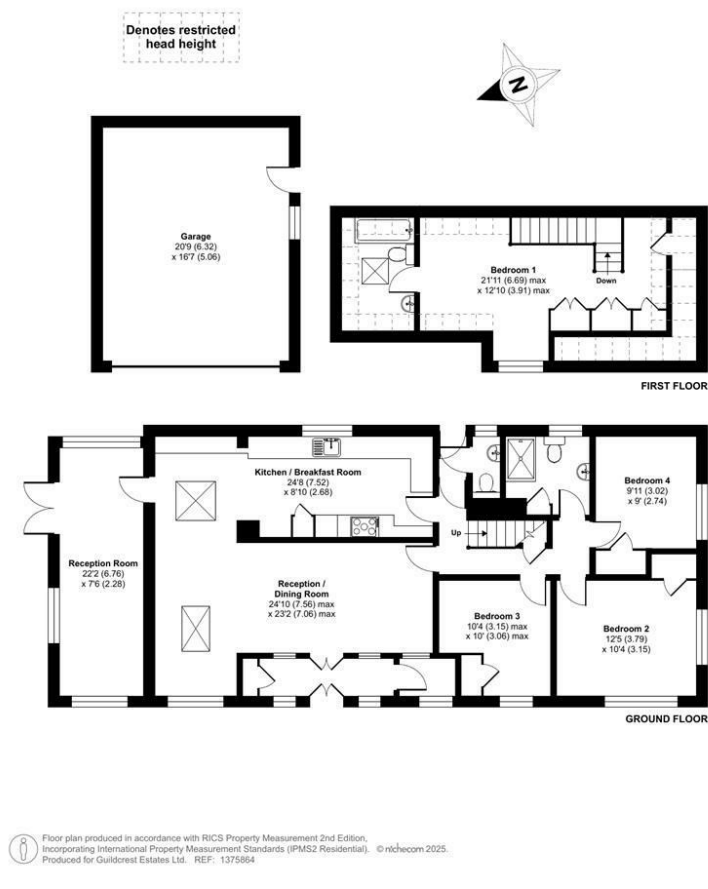 Denotes restricted
head height
N
Garage
20'9 (6.32)
x 16'7 (5.06)
Bedroom 1
21'11 (6.69) max
x 12'10 (3.91) max
Down
FIRST FLOOR
Kitchen / Breakfast Room
24'8 (7.52)
x 8'10 (2.68)
Bedroom 4
9'11 (3.02)
x 9' (2.74)
Up
Reception Room
22'2 (6.76)
x 7'6 (2.28)
Reception /
Dining Room
24'10 (7.56) max
x 23'2 (7.06) max
Bedroom 3
10'4 (3.15) max
x 10' (3.06) max
Bedroom 2
12'5 (3.79)
x 10'4 (3.15)
GROUND FLOOR
Floor plan produced in accordance with RICS Property Measurement 2nd Edition,
Incorporating International Property Measurement Standards (IPMS2 Residential). © nichecom 2025.
Produced for Guildcrest Estates Ltd. REF: 1375864